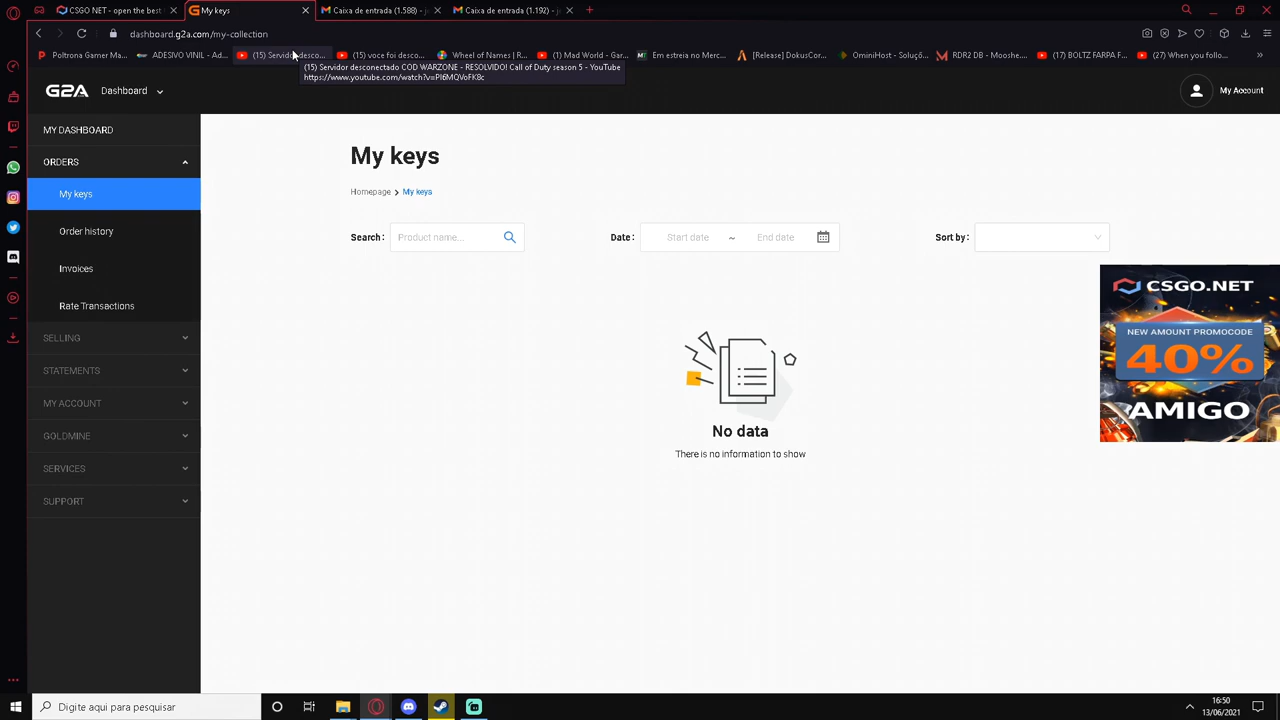 CSGO NET - open the best
My keys
Caixa de entrada (1.588) - j
Caixa de entrada (1.192) - r
dashboard.g2a.com/my-collection
Poltrona Gamer Ma...
ADESIVO VINIL - Ad...
(15) Servidor desco...
(15) voce foi desco...
Wheel of Names | R...
(1) Mad World - Gar...
Em estreia no Merc...
[Release] DokusCor...
OminiHost - Soluçõ...
RDR2 DB - Mooshe...
(17) BOLTZ FARPA F...
(27) When you follo...
(15) Servidor desconectado COD WARZONE - RESOLVIDO! Call of Duty season 5 - YouTube
https://www.youtube.com/watch?v=PI6MQVoFK8c
G2A
Dashboard
My Account
MY DASHBOARD
ORDERS
My keys
Order history
Invoices
Rate Transactions
SELLING
STATEMENTS
MY ACCOUNT
GOLDMINE
SERVICES
SUPPORT
My keys
Homepage > My keys
Search: Product name...
Date: Start date ~ End date
Sort by:
No data
There is no information to show
CSGO.NET
NEW AMOUNT PROMOCODE
40%
AMIGO
Digite aqui para pesquisar
16:50
13/06/2021